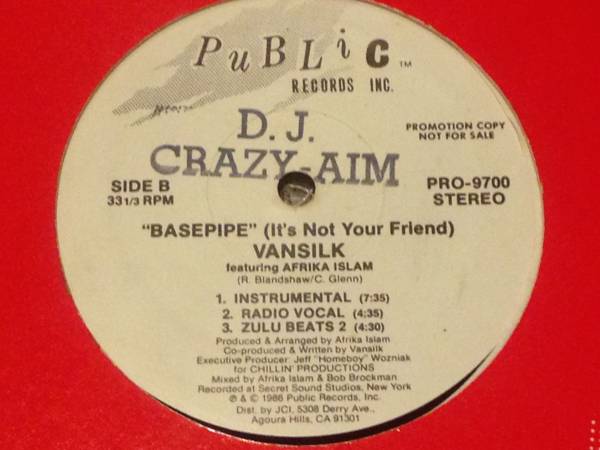 PuBLiC TM
RECORDS INC.
D. J.
CRAZY-AIM
PROMOTION COPY
NOT FOR SALE
SIDE B
33 1/3 RPM
PRO-9700
STEREO
"BASEPIPE" (It's Not Your Friend)
VANSILK
featuring AFRIKA ISLAM
(R. Blandshaw/C. Glenn)
1. INSTRUMENTAL (7:35)
2. RADIO VOCAL (4:35)
3. ZULU BEATS 2 (4:30)
Produced & Arranged by Afrika Islam
Co-produced & Written by Vansilk
Executive Producer: Jeff "Homeboy" Wozniak
for CHILLIN' PRODUCTIONS
Mixed by Afrika Islam & Bob Brockman
Recorded at Secret Sound Studios, New York
℗ & © 1986 Public Records, Inc.
Dist. by JCI, 5308 Derry Ave.,
Agoura Hills, CA 91301